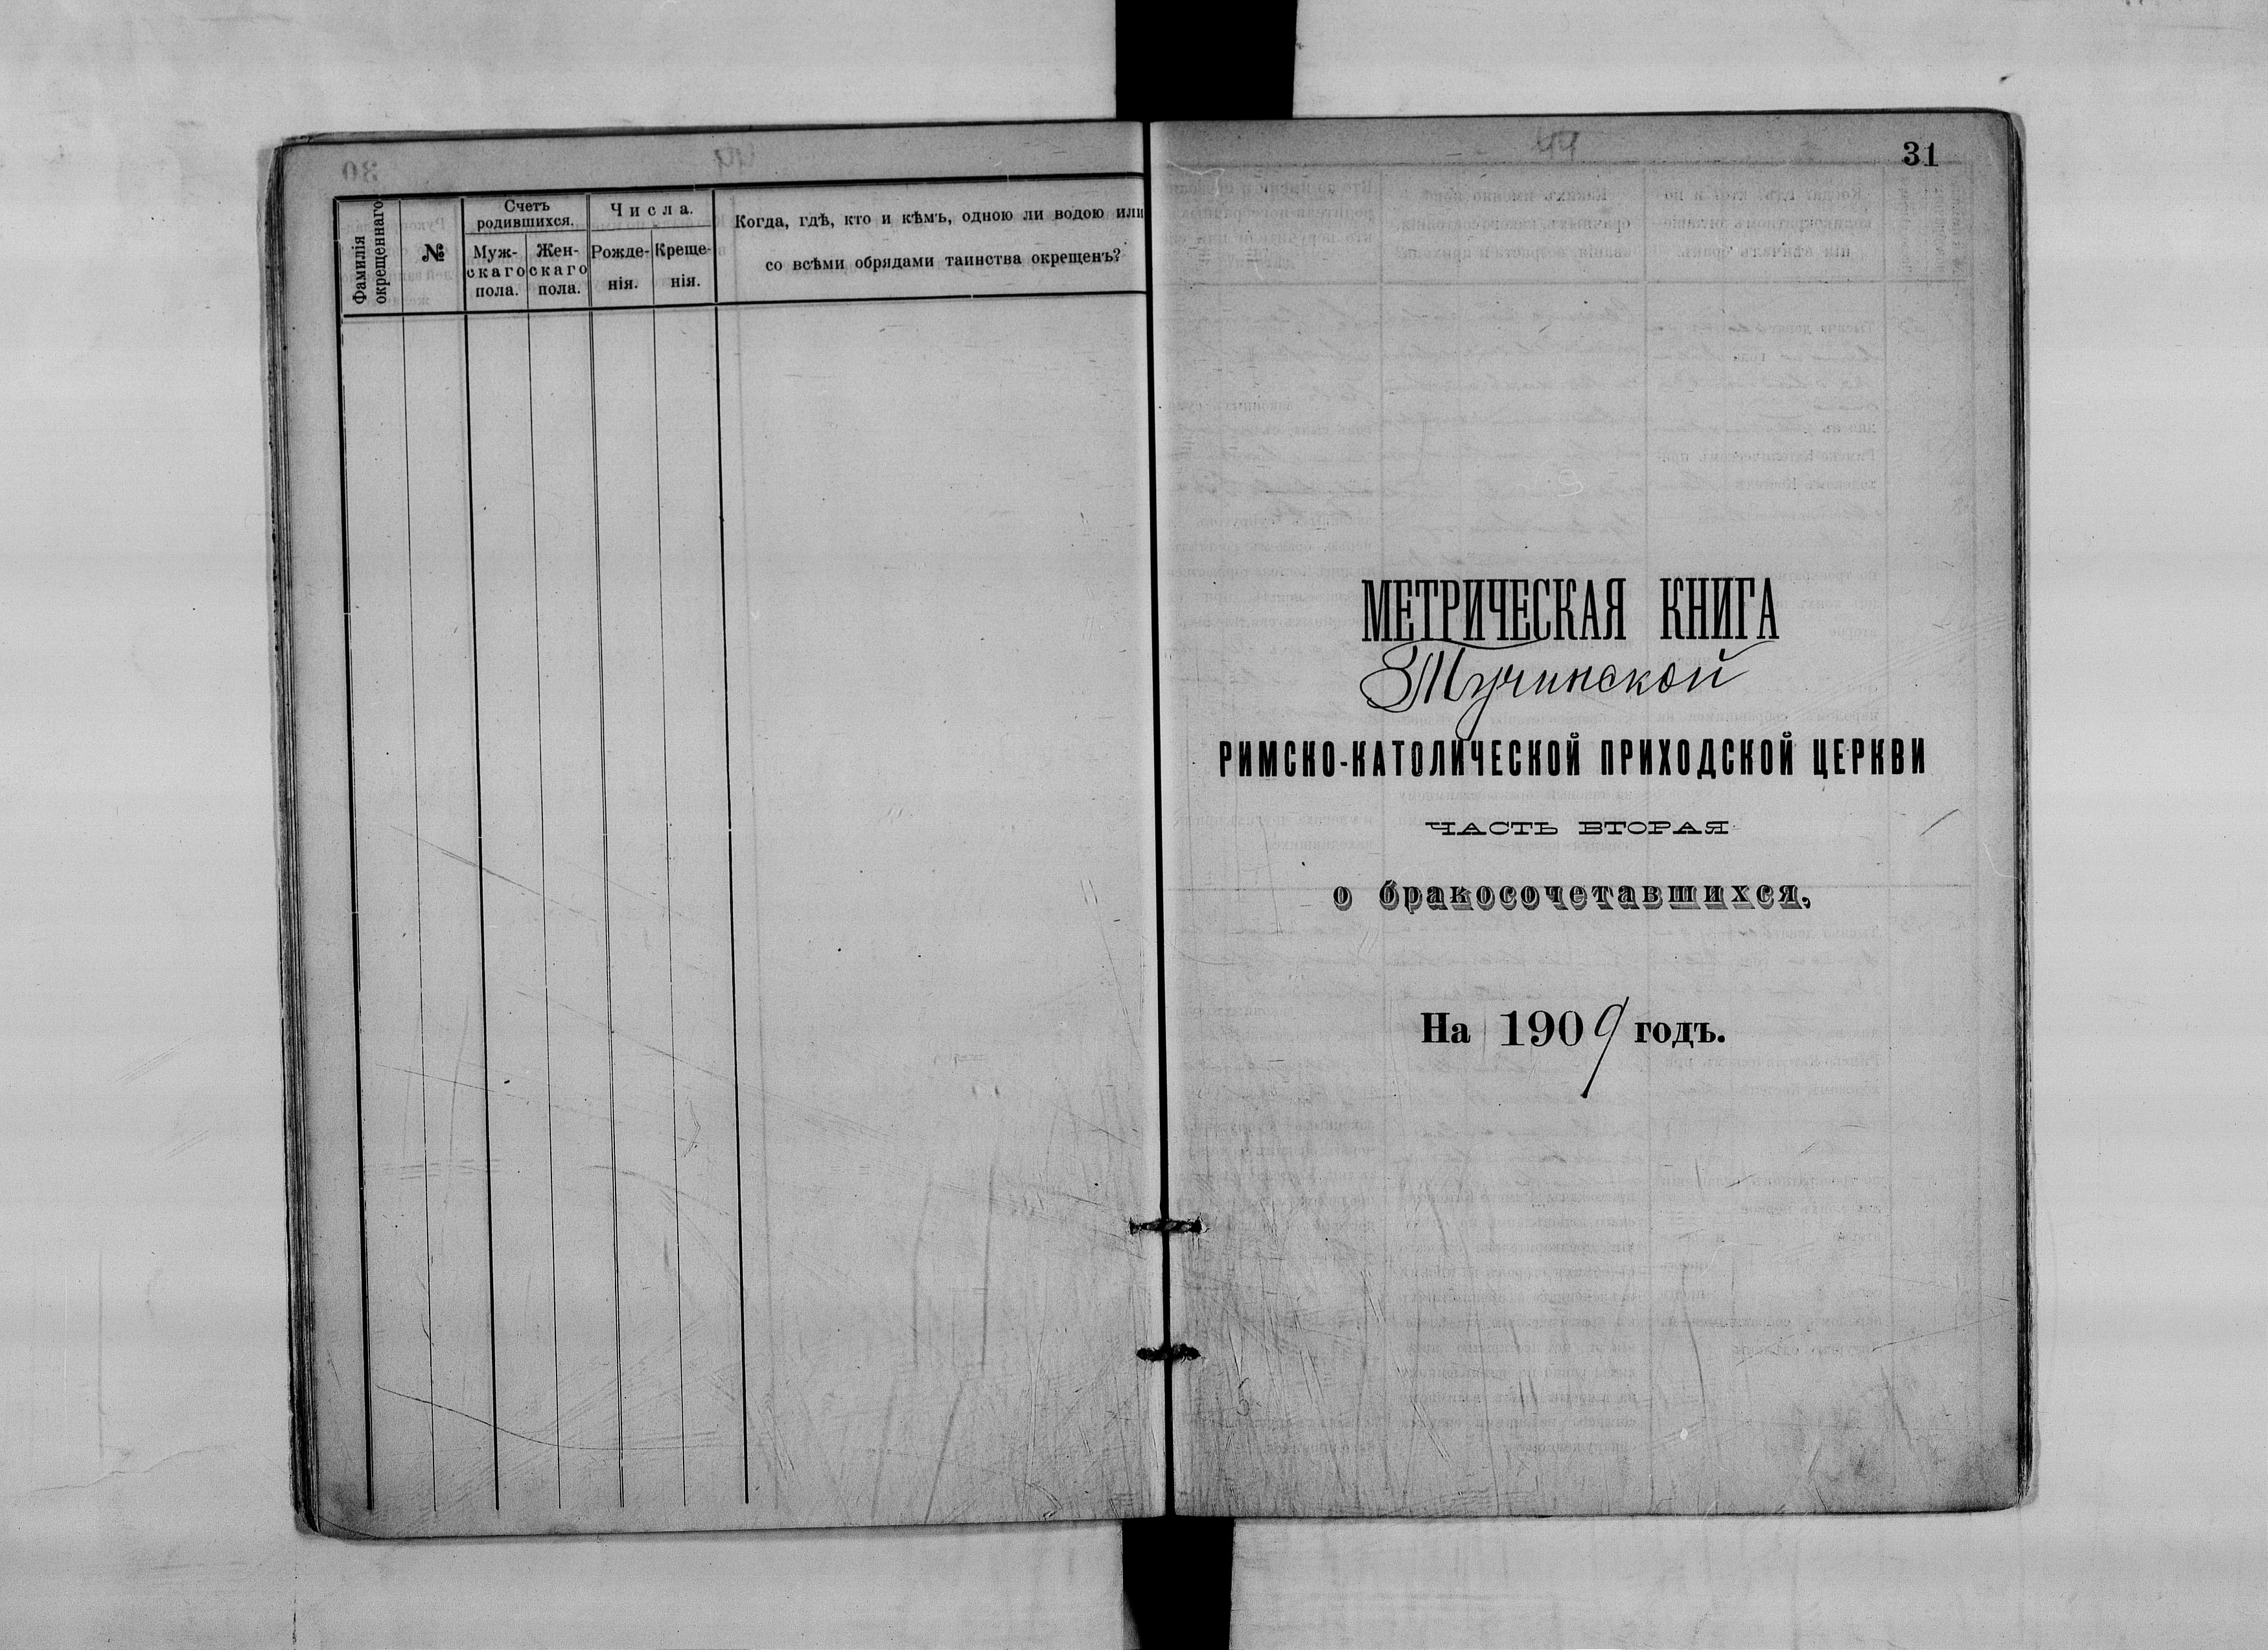 Фамилія
окрещеннаго
№
Счетъ
родившихся.
Муж-
скаго
пола.
Жен-
скаго
пола.
Числа.
Рожде-
нія.
Креще-
нія.
Когда, гдѣ, кто и кѣмъ, одною ли водою или
со всѣми обрядами таинства окрещенъ?
31
МЕТРИЧЕСКАЯ КНИГА
Тучинской
РИМСКО-КАТОЛИЧЕСКОЙ ПРИХОДСКОЙ ЦЕРКВИ
ЧАСТЬ ВТОРАЯ
о бракосочетавшихся,
На 1909 годъ.